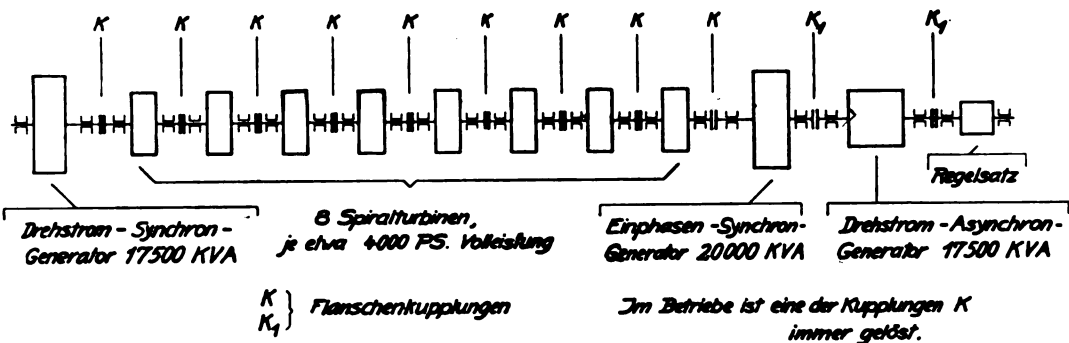 K K K K K K K K K K K₁ K₁
Regelsatz
Drehstrom-Synchron-
Generator 17500 KVA
8 Spiralturbinen,
je etwa 4000 PS. Volleistung
Einphasen-Synchron-
Generator 20000 KVA
Drehstrom-Asynchron-
Generator 17500 KVA
K
K₁ } Flanschenkupplungen
Im Betriebe ist eine der Kupplungen K
immer gelöst.